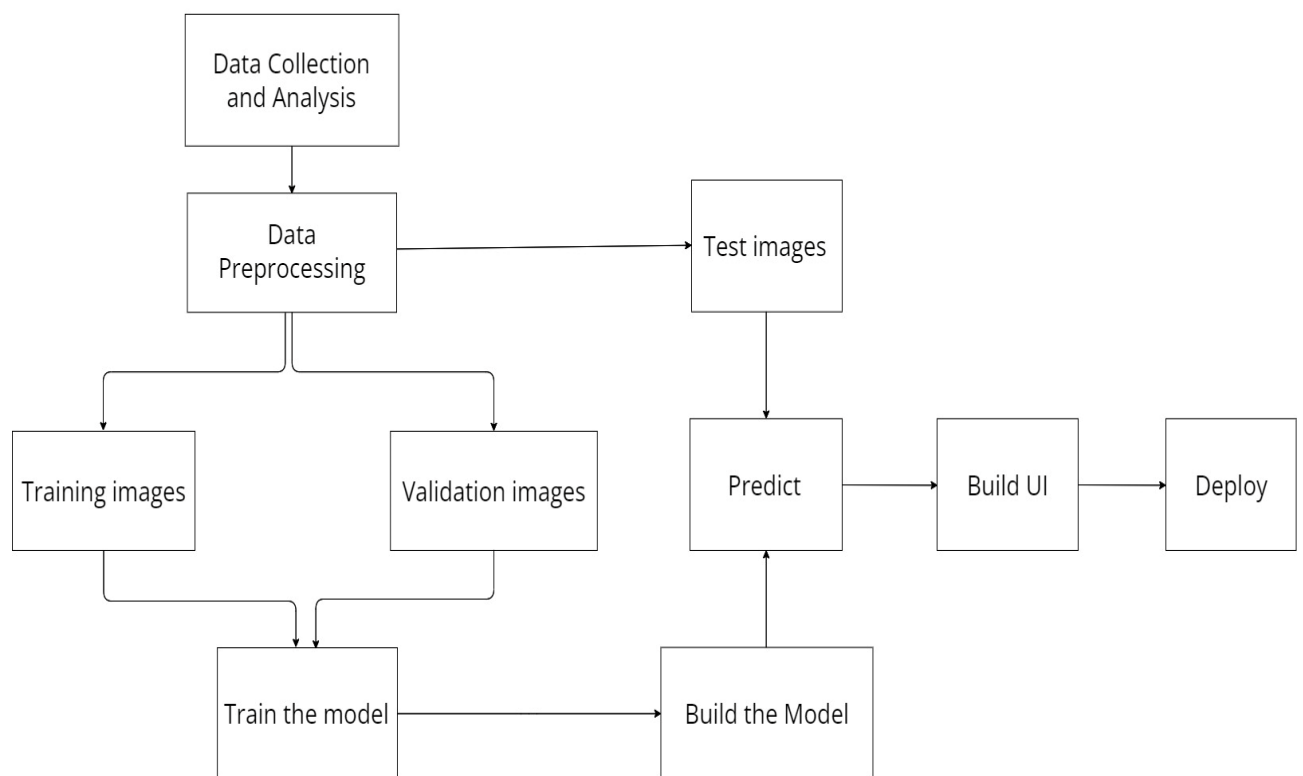 Data Collection
and Analysis
Data
Preprocessing
Test images
Training images
Validation images
Predict
Build UI
Deploy
Train the model
Build the Model